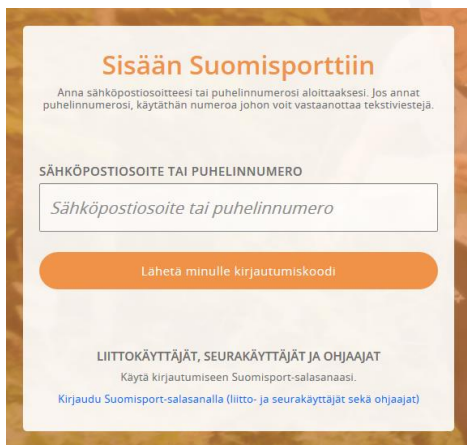 Sisään Suomisporttiin
Anna sähköpostiosoitteesi tai puhelinnumerosi aloittaaksesi. Jos annat
puhelinnumerosi, käytäthän numeroa johon voit vastaanottaa tekstiviestejä.
SÄHKÖPOSTIOSOITE TAI PUHELINNUMERO
Sähköpostiosoite tai puhelinnumero
Lähetä minulle kirjautumiskoodi
LIITTOKÄYTTÄJÄT, SEURAKÄYTTÄJÄT JA OHJAAJAT
Käytä kirjautumiseen Suomisport-salasanaasi.
Kirjaudu Suomisport-salasanalla (liitto- ja seurakäyttäjät sekä ohjaajat)